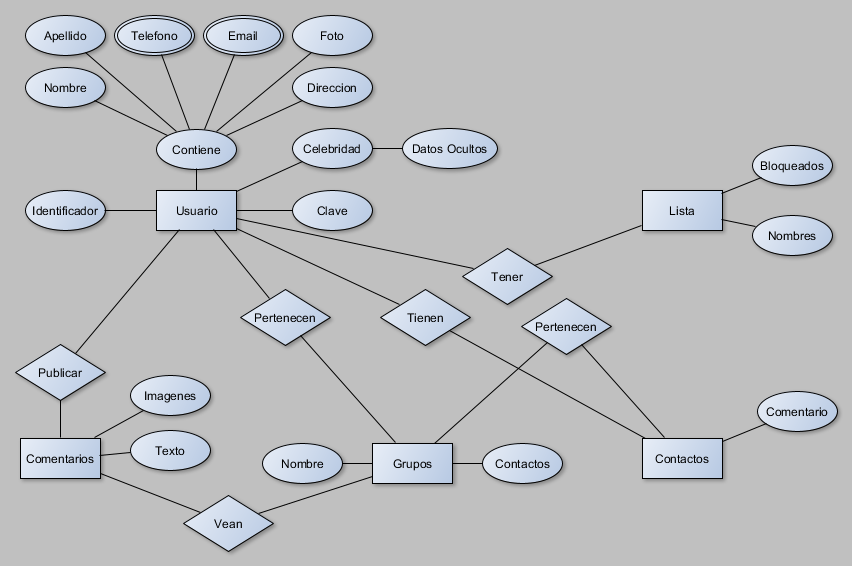 Apellido
Telefono
Email
Foto
Nombre
Direccion
Contiene
Celebridad
Datos Ocultos
Bloqueados
Identificador
Usuario
Clave
Lista
Nombres
Tener
Pertenecen
Tienen
Pertenecen
Publicar
Imagenes
Comentario
Texto
Comentarios
Nombre
Grupos
Contactos
Contactos
Vean